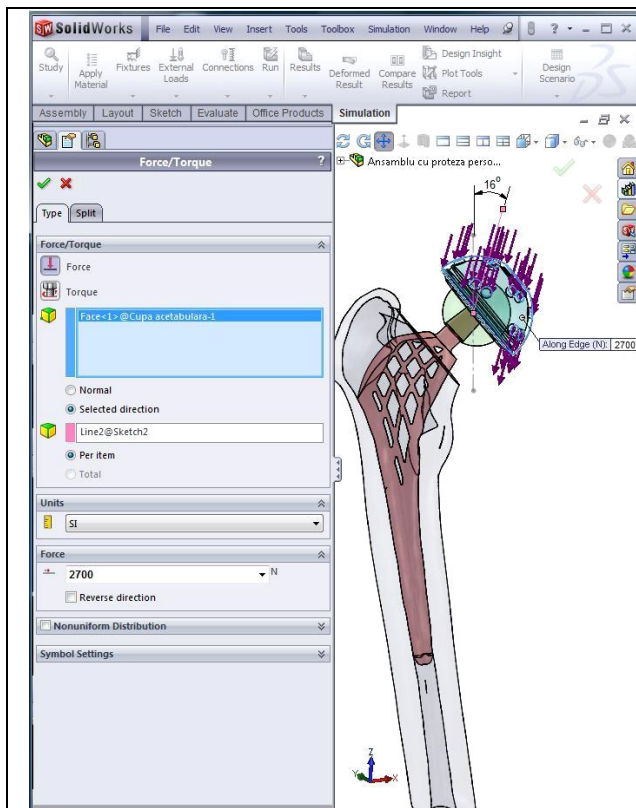 SolidWorks File Edit View Insert Tools Toolbox Simulation Window Help ?
Study Apply Material Fixtures External Loads Connections Run Results Deformed Result Compare Results Design Insight Plot Tools Report Design Scenario
Assembly Layout Sketch Evaluate Office Products Simulation
Force/Torque ?
Ansamblu cu proteza perso...
16°
Type Split
Force/Torque
Force
Torque
Face<1>@Cupa acetabulara-1
Along Edge (N): 2700
Normal
Selected direction
Line2@Sketch2
Per item
Total
Units
SI
Force
2700 N
Reverse direction
Nonuniform Distribution
Symbol Settings
Z
Y X